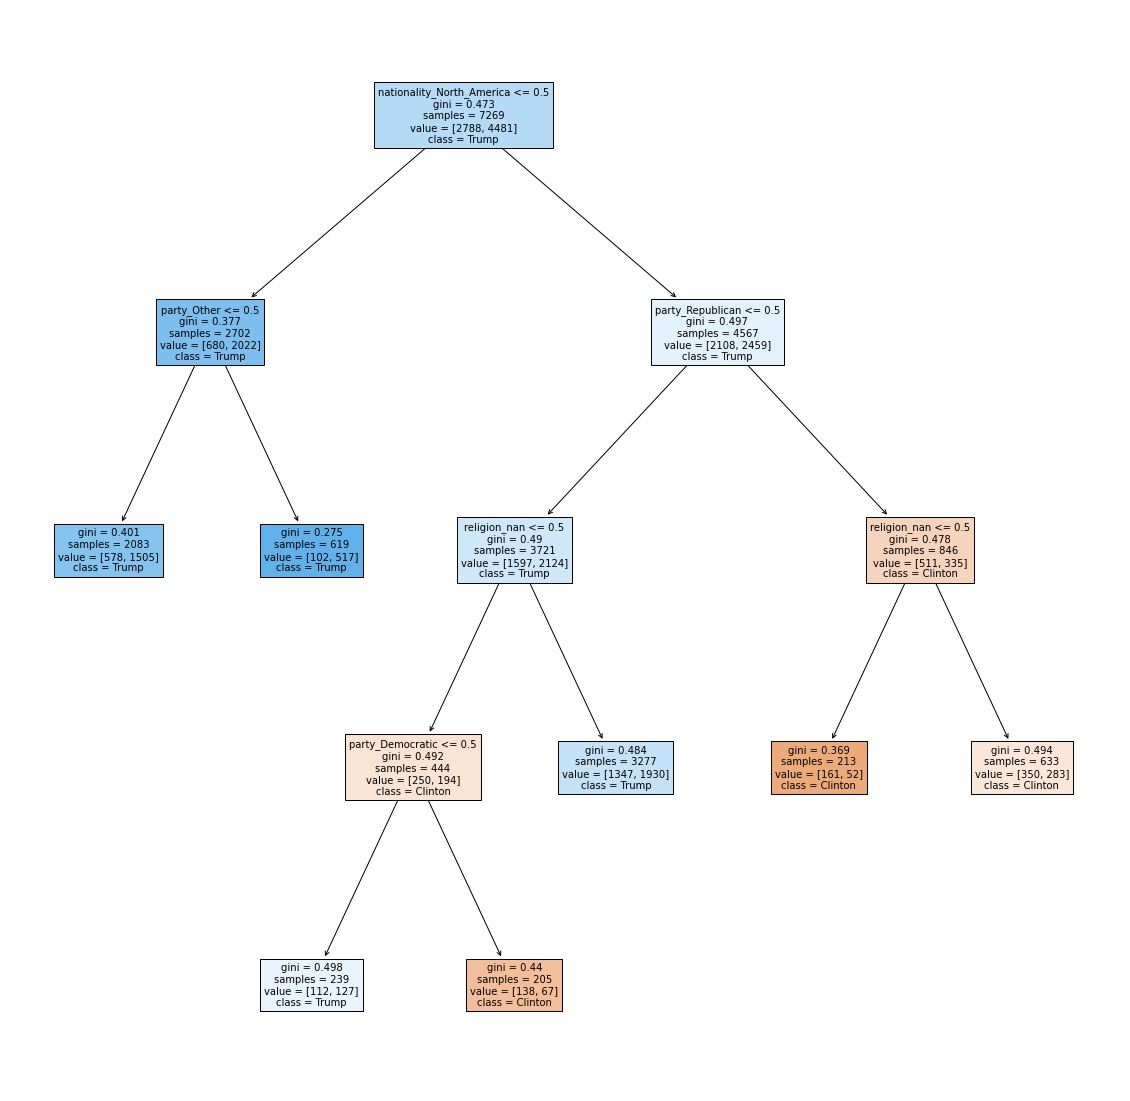 nationality_North_America <= 0.5
gini = 0.473
samples = 7269
value = [2788, 4481]
class = Trump
party_Other <= 0.5
gini = 0.377
samples = 2702
value = [680, 2022]
class = Trump
party_Republican <= 0.5
gini = 0.497
samples = 4567
value = [2108, 2459]
class = Trump
gini = 0.401
samples = 2083
value = [578, 1505]
class = Trump
gini = 0.275
samples = 619
value = [102, 517]
class = Trump
religion_nan <= 0.5
gini = 0.49
samples = 3721
value = [1597, 2124]
class = Trump
religion_nan <= 0.5
gini = 0.478
samples = 846
value = [511, 335]
class = Clinton
party_Democratic <= 0.5
gini = 0.492
samples = 444
value = [250, 194]
class = Clinton
gini = 0.484
samples = 3277
value = [1347, 1930]
class = Trump
gini = 0.369
samples = 213
value = [161, 52]
class = Clinton
gini = 0.494
samples = 633
value = [350, 283]
class = Clinton
gini = 0.498
samples = 239
value = [112, 127]
class = Trump
gini = 0.44
samples = 205
value = [138, 67]
class = Clinton